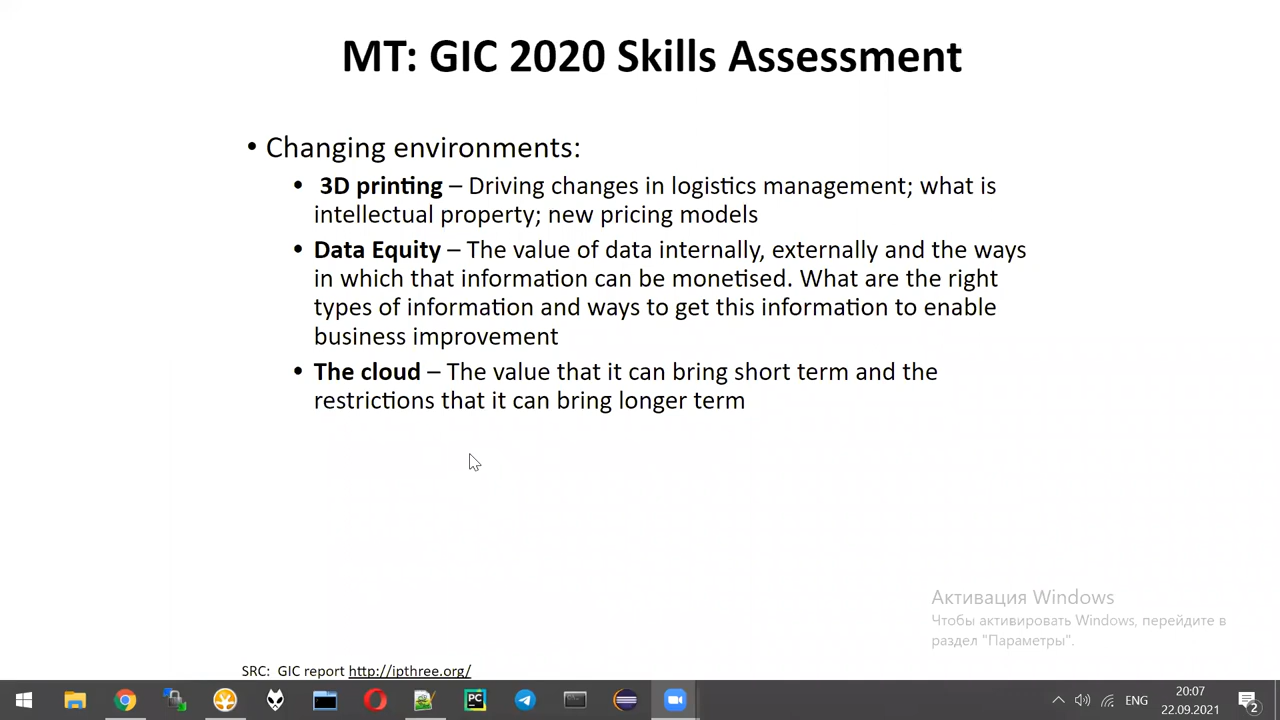 MT: GIC 2020 Skills Assessment
• Changing environments:
• 3D printing – Driving changes in logistics management; what is
intellectual property; new pricing models
• Data Equity – The value of data internally, externally and the ways
in which that information can be monetised. What are the right
types of information and ways to get this information to enable
business improvement
• The cloud – The value that it can bring short term and the
restrictions that it can bring longer term
Активация Windows
Чтобы активировать Windows, перейдите в
раздел "Параметры".
SRC: GIC report http://ipthree.org/
PC
ENG
20:07
22.09.2021
2